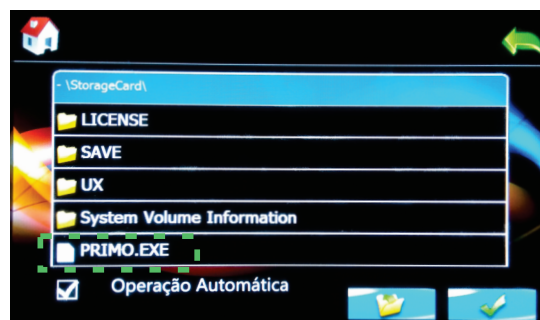 - \StorageCard\
LICENSE
SAVE
UX
System Volume Information
PRIMO.EXE
Operação Automática